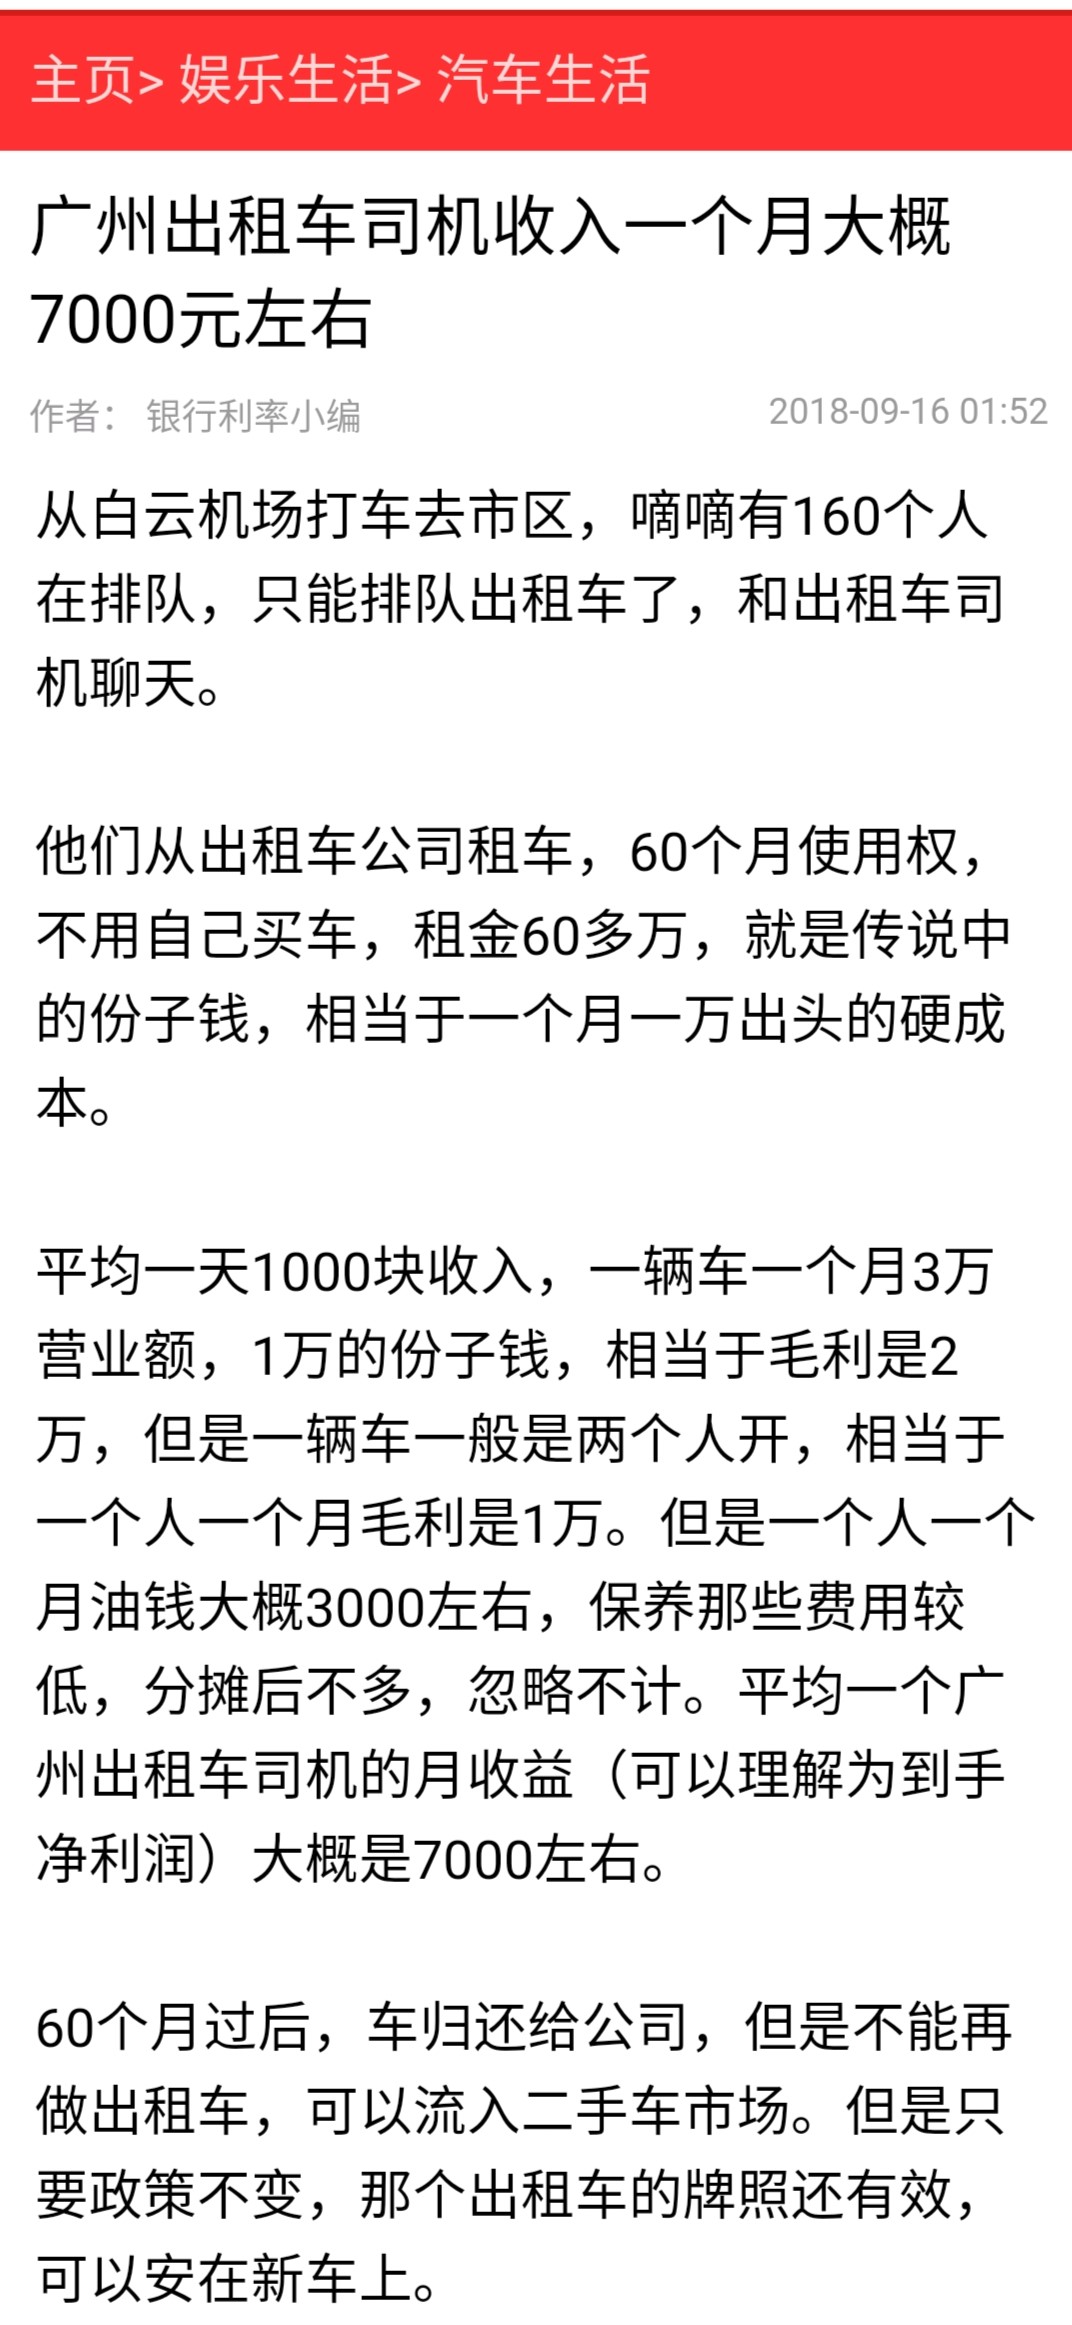 主页> 娱乐生活> 汽车生活
广州出租车司机收入一个月大概
7000元左右
作者： 银行利率小编
2018-09-16 01:52
从白云机场打车去市区，嘀嘀有160个人
在排队，只能排队出租车了，和出租车司
机聊天。
他们从出租车公司租车，60个月使用权，
不用自己买车，租金60多万，就是传说中
的份子钱，相当于一个月一万出头的硬成
本。
平均一天1000块收入，一辆车一个月3万
营业额，1万的份子钱，相当于毛利是2
万，但是一辆车一般是两个人开，相当于
一个人一个月毛利是1万。但是一个人一个
月油钱大概3000左右，保养那些费用较
低，分摊后不多，忽略不计。平均一个广
州出租车司机的月收益（可以理解为到手
净利润）大概是7000左右。
60个月过后，车归还给公司，但是不能再
做出租车，可以流入二手车市场。但是只
要政策不变，那个出租车的牌照还有效，
可以安在新车上。